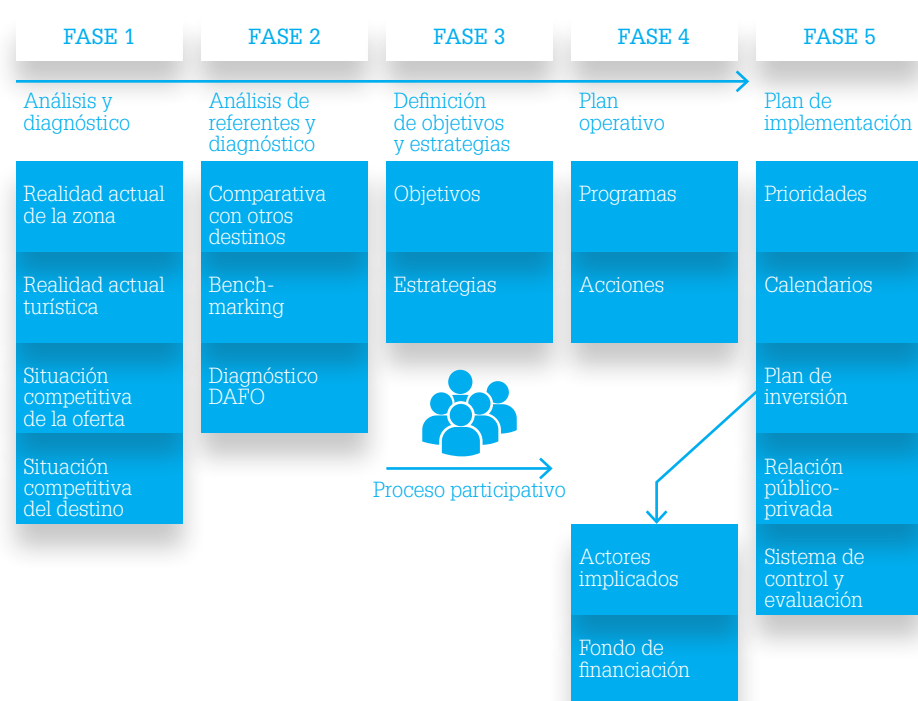 FASE 1
FASE 2
FASE 3
FASE 4
FASE 5
Análisis y
diagnóstico
Análisis de
referentes y
diagnóstico
Definición
de objetivos
y estrategias
Plan
operativo
Plan de
implementación
Realidad actual
de la zona
Realidad actual
turística
Situación
competitiva
de la oferta
Situación
competitiva
del destino
Comparativa
con otros
destinos
Bench-
marking
Diagnóstico
DAFO
Objetivos
Estrategias
Proceso participativo
Programas
Acciones
Actores
implicados
Fondo de
financiación
Prioridades
Calendarios
Plan de
inversión
Relación
público-
privada
Sistema de
control y
evaluación